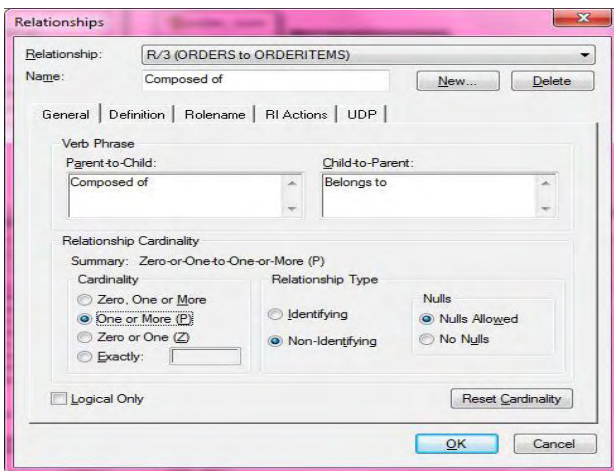 Relationships
Relationship: R/3 (ORDERS to ORDERITEMS)
Name: Composed of New... Delete
General Definition Rolename RI Actions UDP
Verb Phrase
Parent-to-Child: Child-to-Parent:
Composed of Belongs to
Relationship Cardinality
Summary: Zero-or-One-to-One-or-More (P)
Cardinality Relationship Type
Zero, One or More Nulls
One or More (P) Identifying Nulls Allowed
Zero or One (Z) Non-Identifying No Nulls
Exactly:
Logical Only Reset Cardinality
OK Cancel